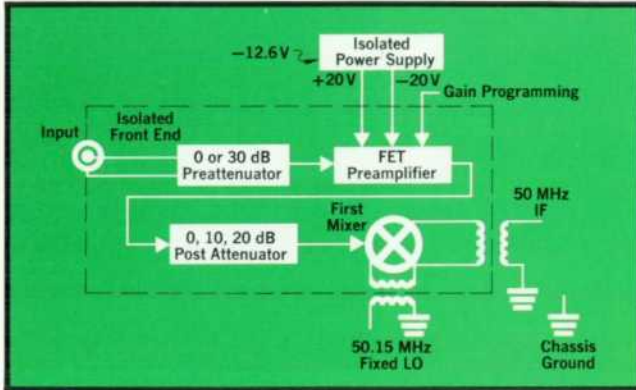 Isolated
Power Supply
−12.6V
+20V
−20V
Gain Programming
Input
Isolated
Front End
0 or 30 dB
Preattenuator
FET
Preamplifier
First
Mixer
50 MHz
IF
0, 10, 20 dB
Post Attenuator
50.15 MHz
Fixed LO
Chassis
Ground